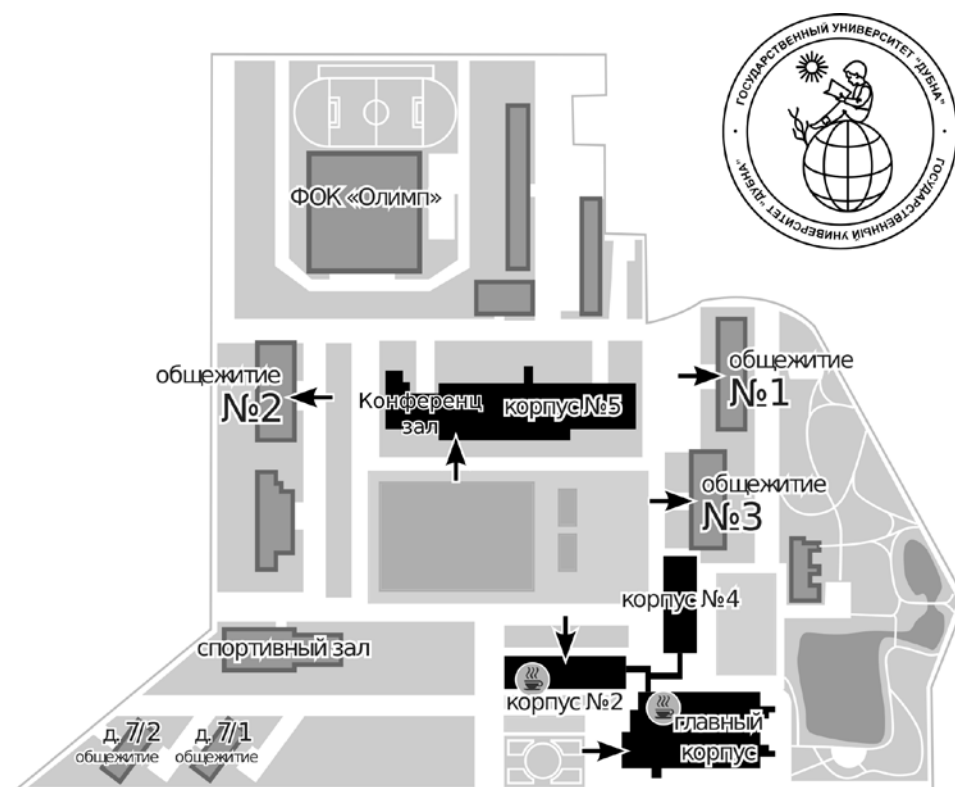 ГОСУДАРСТВЕННЫЙ УНИВЕРСИТЕТ "ДУБНА"
ГОСУДАРСТВЕННЫЙ УНИВЕРСИТЕТ "ДУБНА"
ФОК «Олимп»
общежитие
№2
Конференц
зал
корпус №5
общежитие
№1
общежитие
№3
корпус №4
спортивный зал
корпус №2
главный
корпус
д. 7/2
общежитие
д. 7/1
общежитие